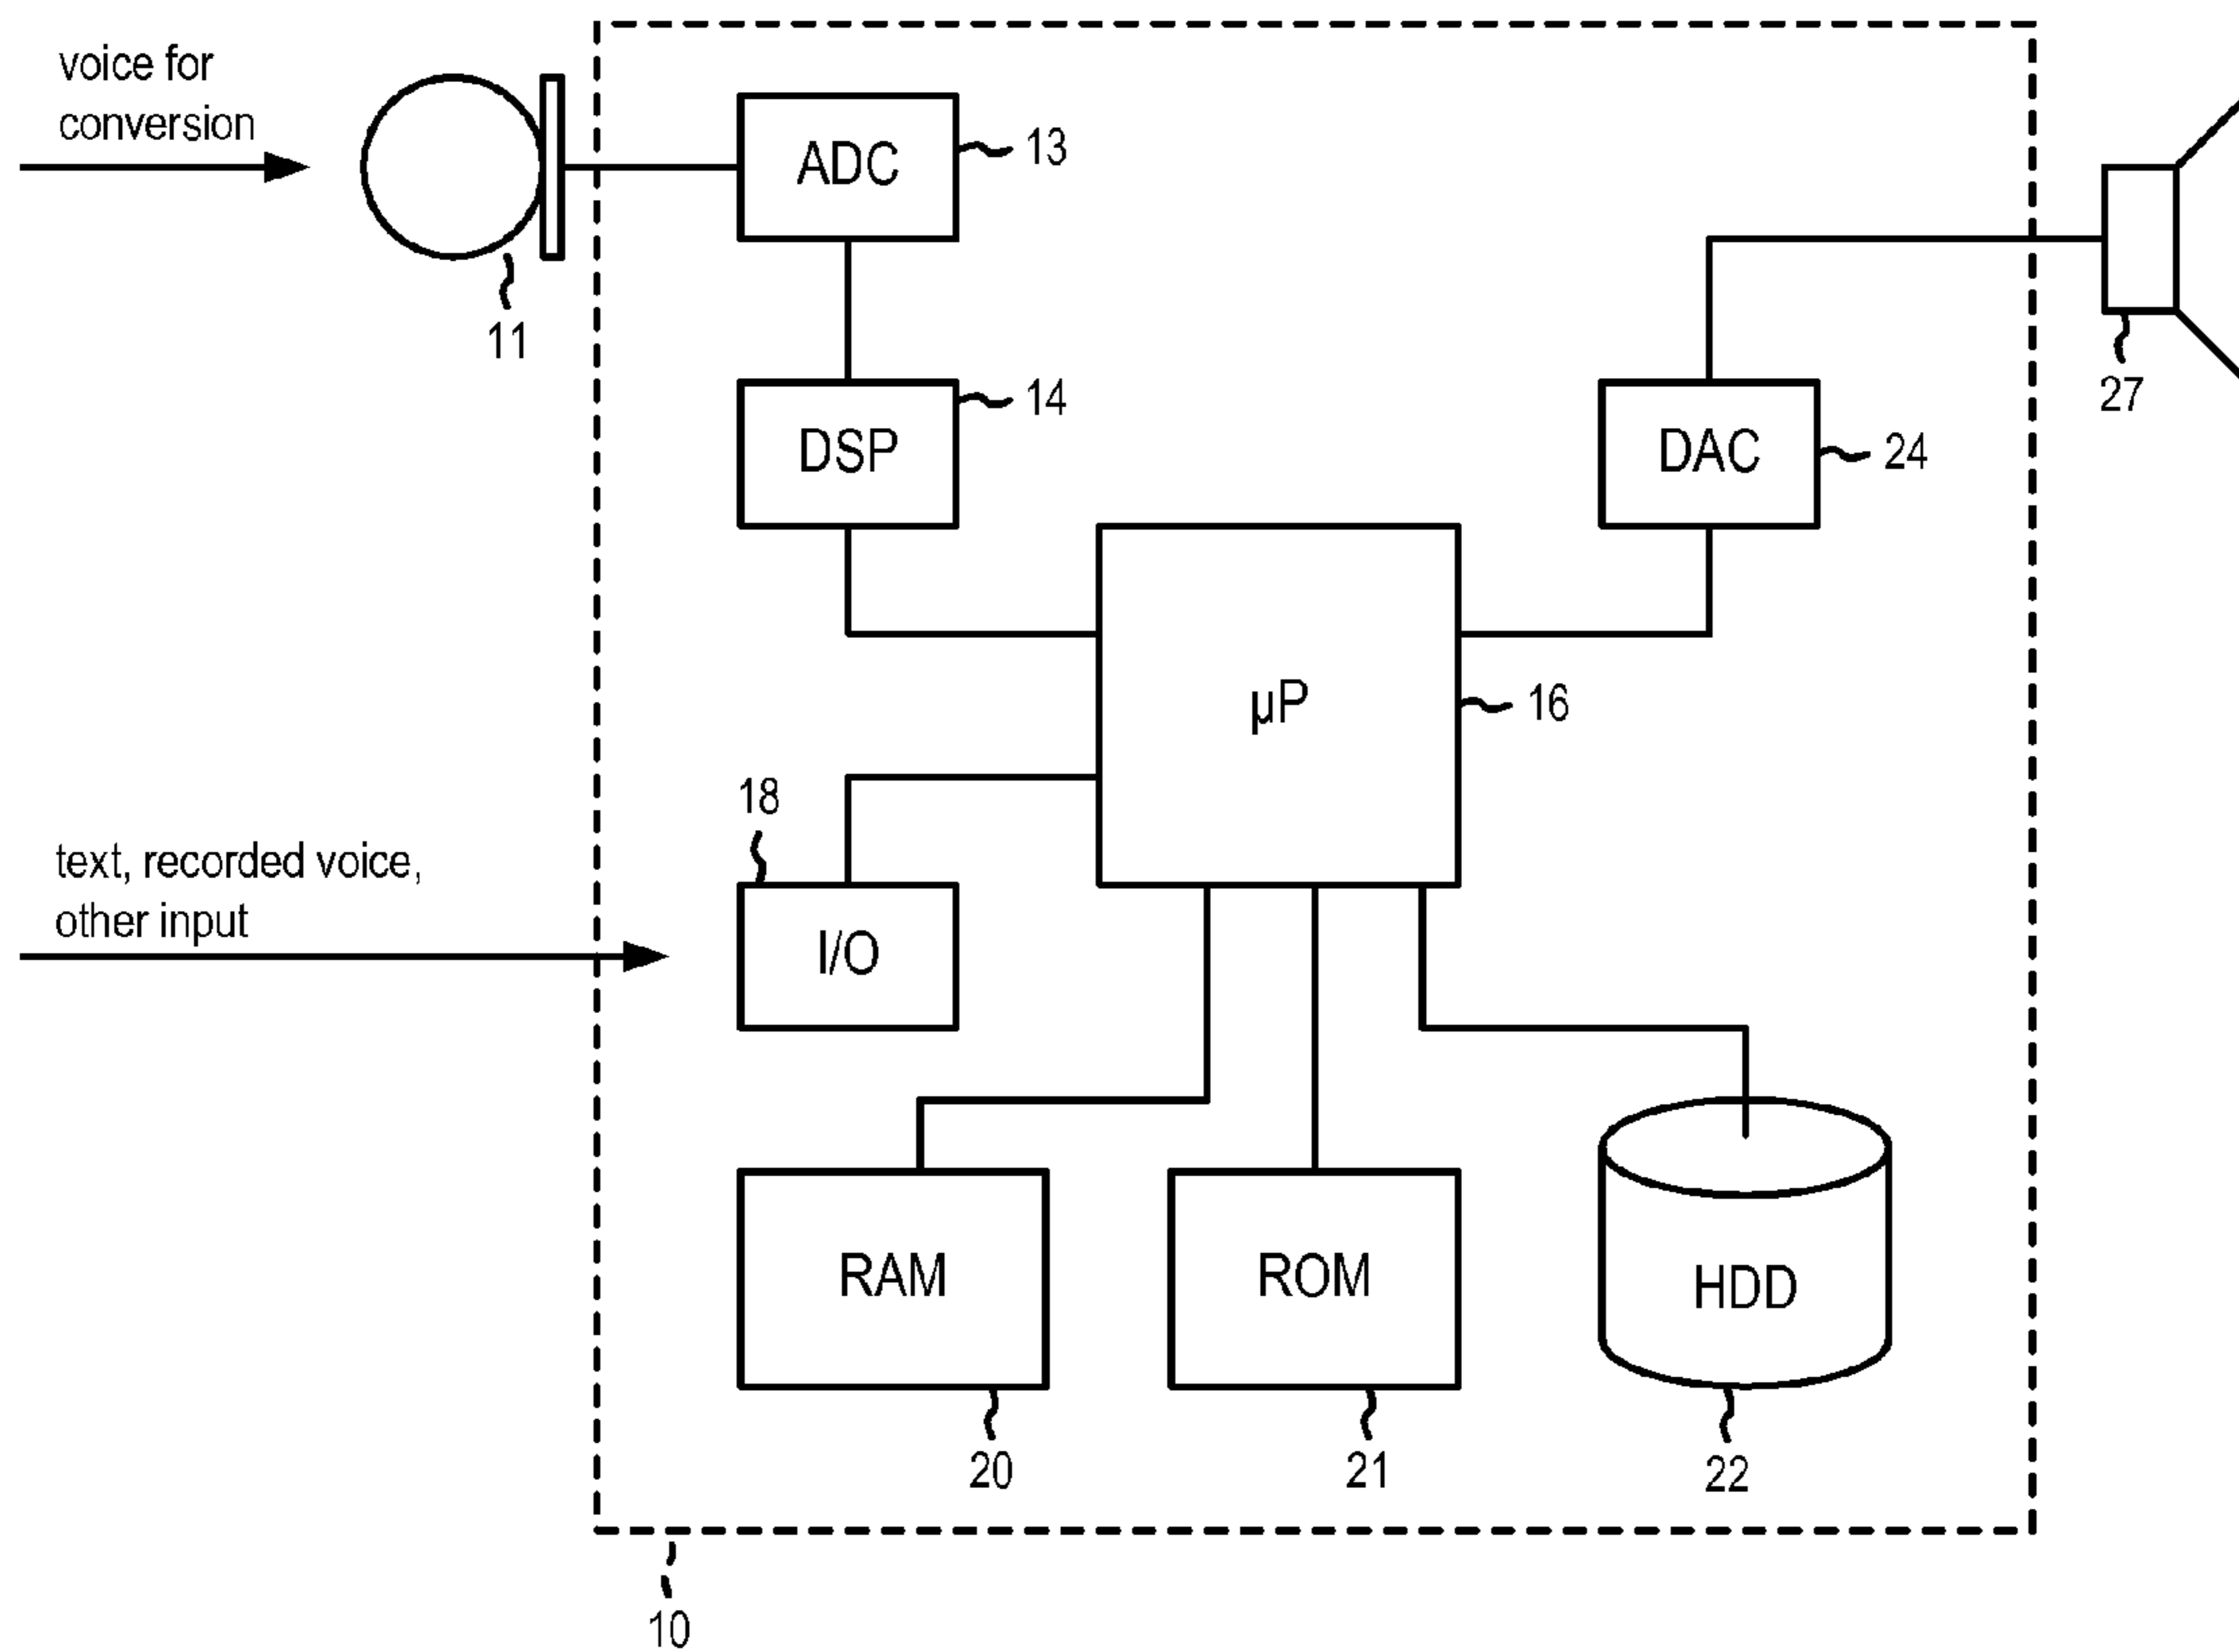 voice for
conversion
ADC
13
11
DSP
14
DAC
24
27
µP
16
18
text, recorded voice,
other input
I/O
RAM
ROM
HDD
20
21
22
10